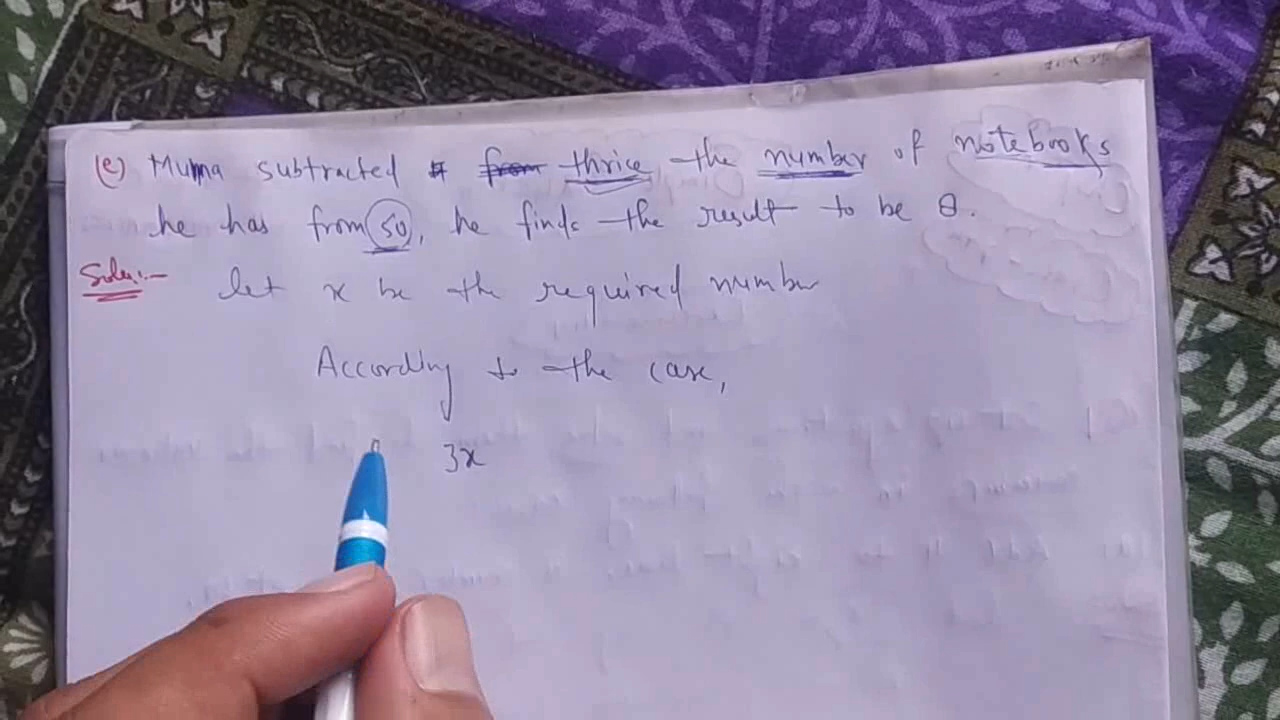 (e) Munna subtracted thrice the number of notebooks
he has from 50, he finds the result to be 8.
Soln:-
let x be the required number
According to the case,
3x